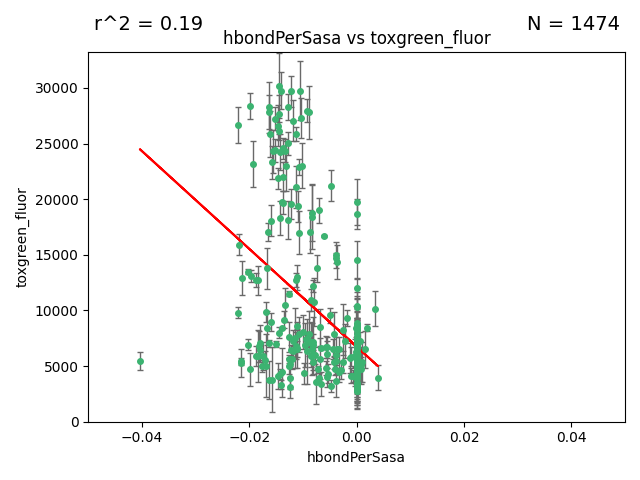 r^2 = 0.19
N = 1474
hbondPerSasa vs toxgreen_fluor
30000
25000
20000
15000
10000
5000
0
toxgreen_fluor
−0.04
−0.02
0.00
0.02
0.04
hbondPerSasa